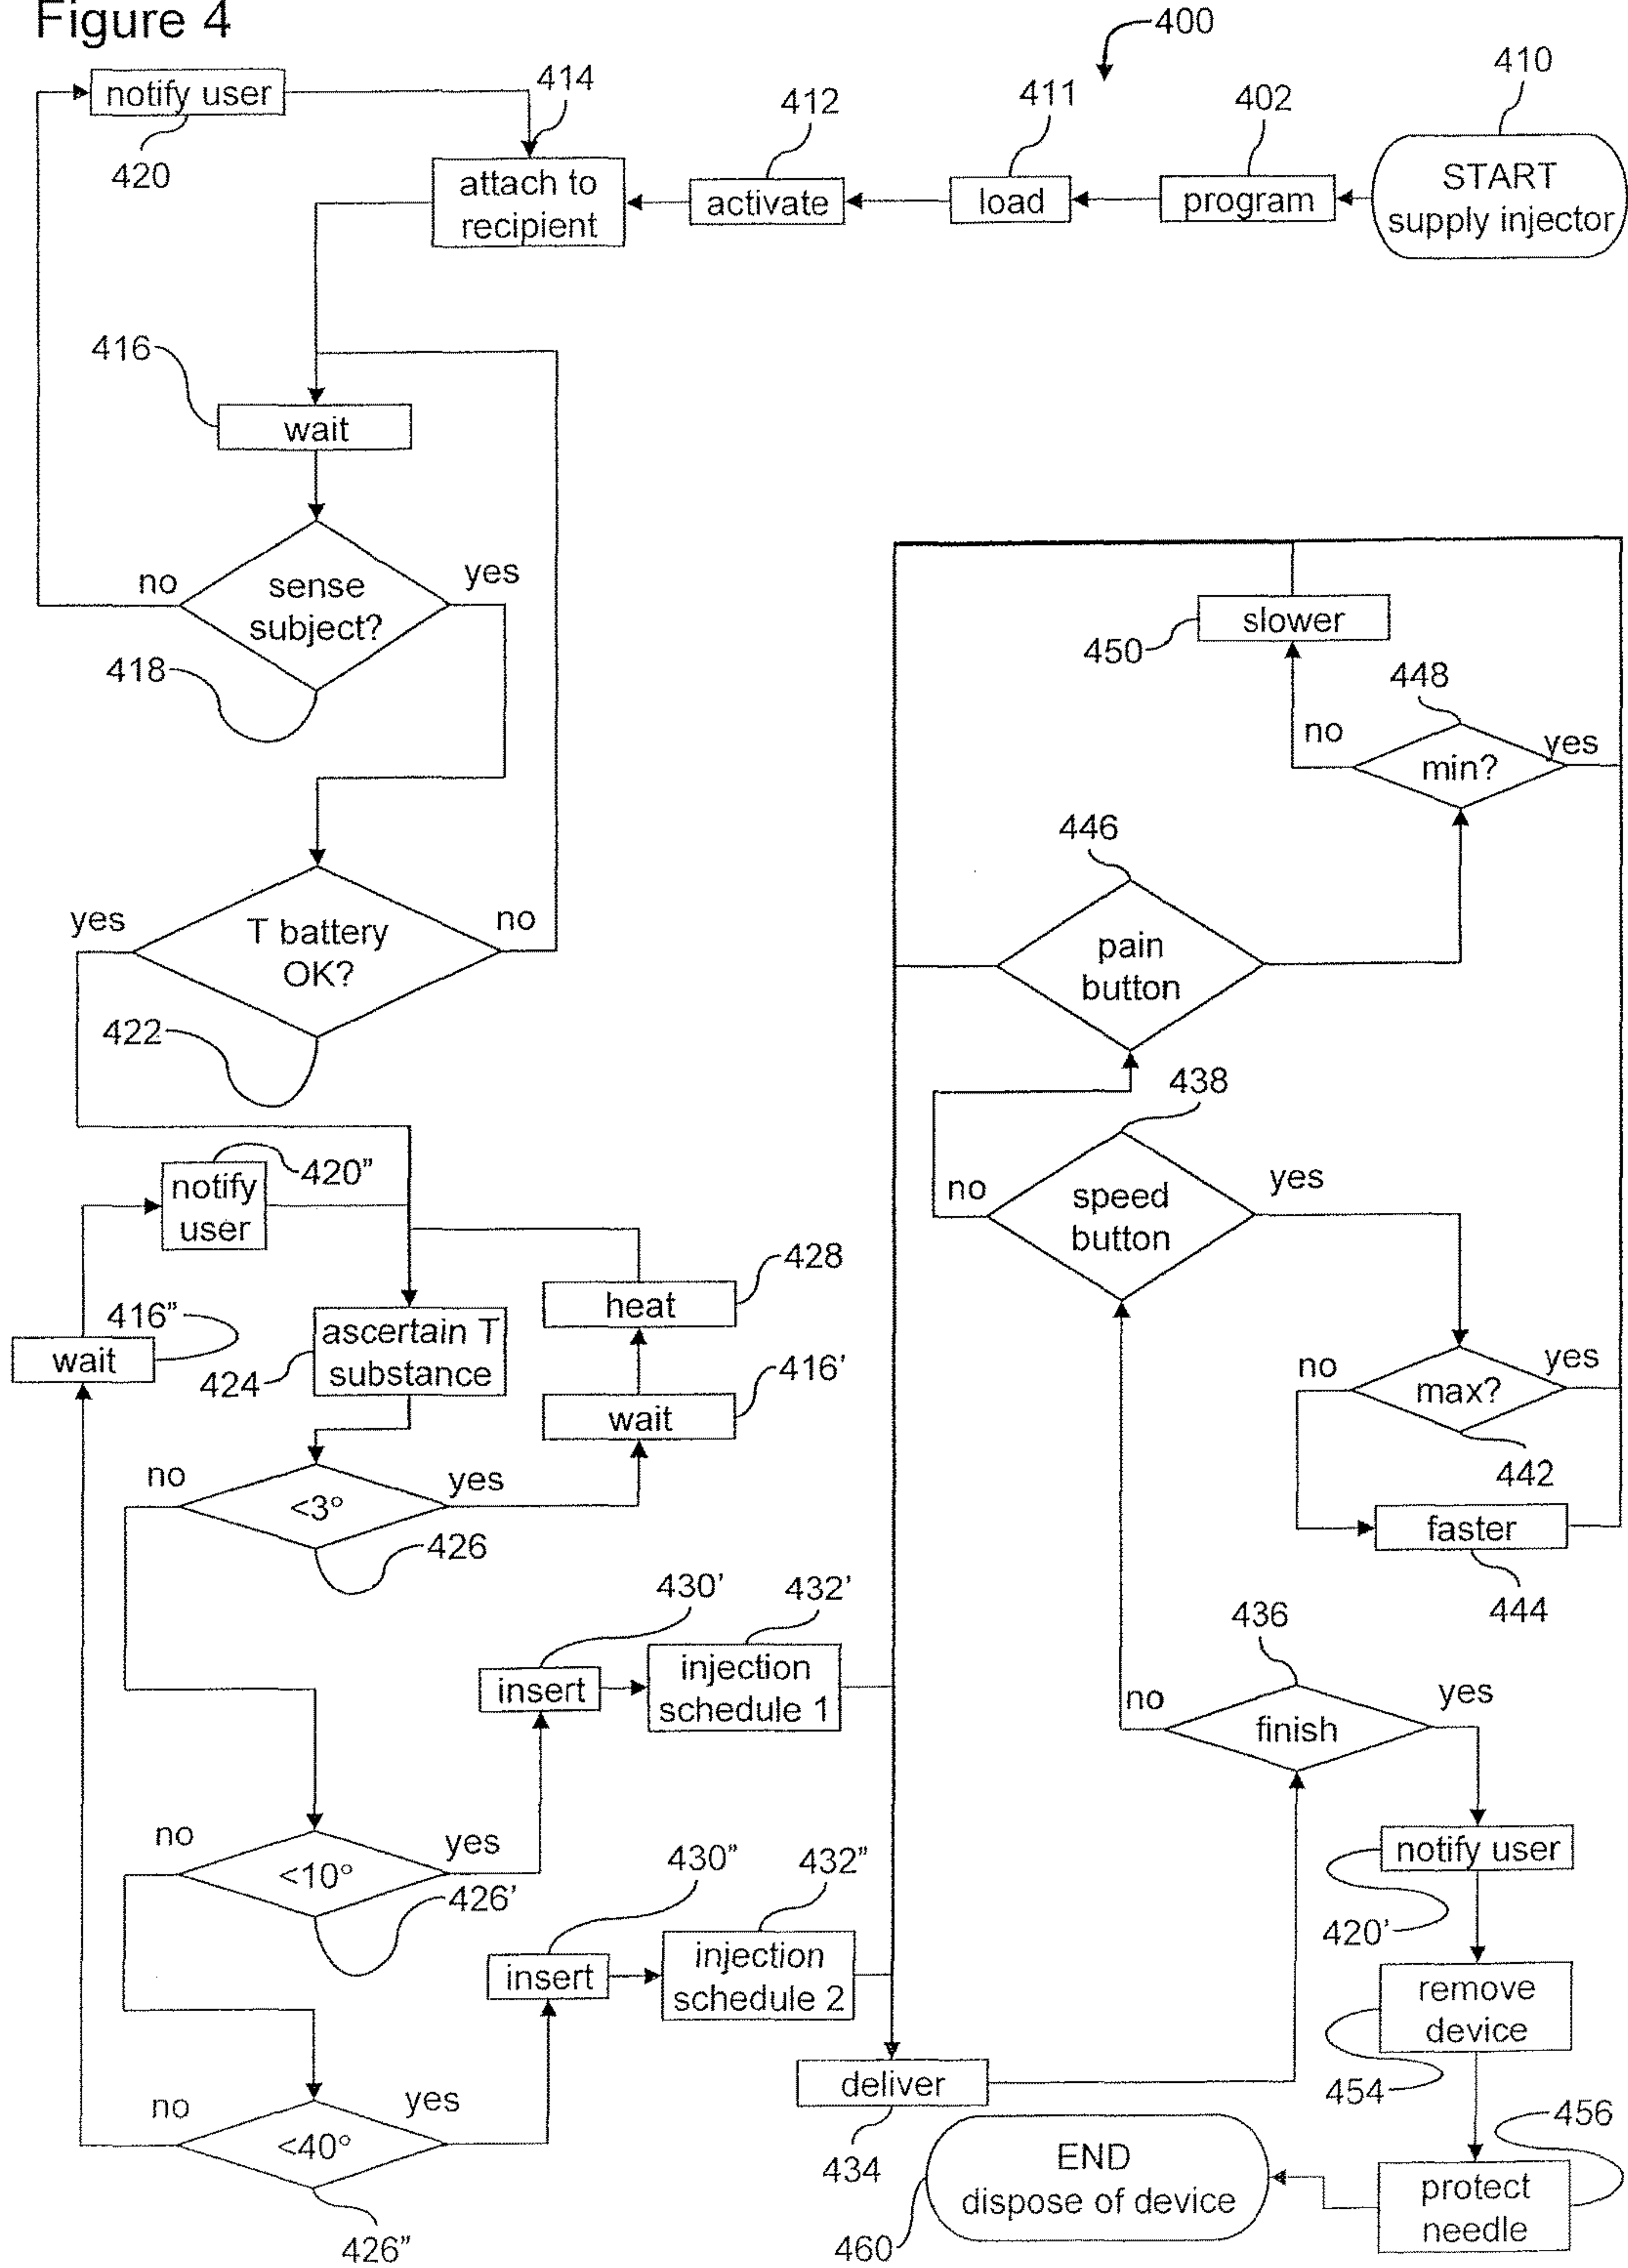 Figure 4
400
410
START
supply injector
402
program
411
load
412
activate
414
attach to
recipient
notify user
420
416
wait
no
sense
subject?
yes
418
yes
T battery
OK?
no
422
notify
user
420”
416”
wait
ascertain T
substance
424
heat
428
wait
416’
no
<3°
yes
426
no
<10°
yes
426’
insert
430’
injection
schedule 1
432’
no
<40°
yes
426”
insert
430”
injection
schedule 2
432”
deliver
434
finish
436
no
yes
speed
button
438
no
yes
max?
442
no
yes
faster
444
pain
button
446
min?
448
no
yes
slower
450
notify user
420’
remove
device
454
protect
needle
456
END
dispose of device
460